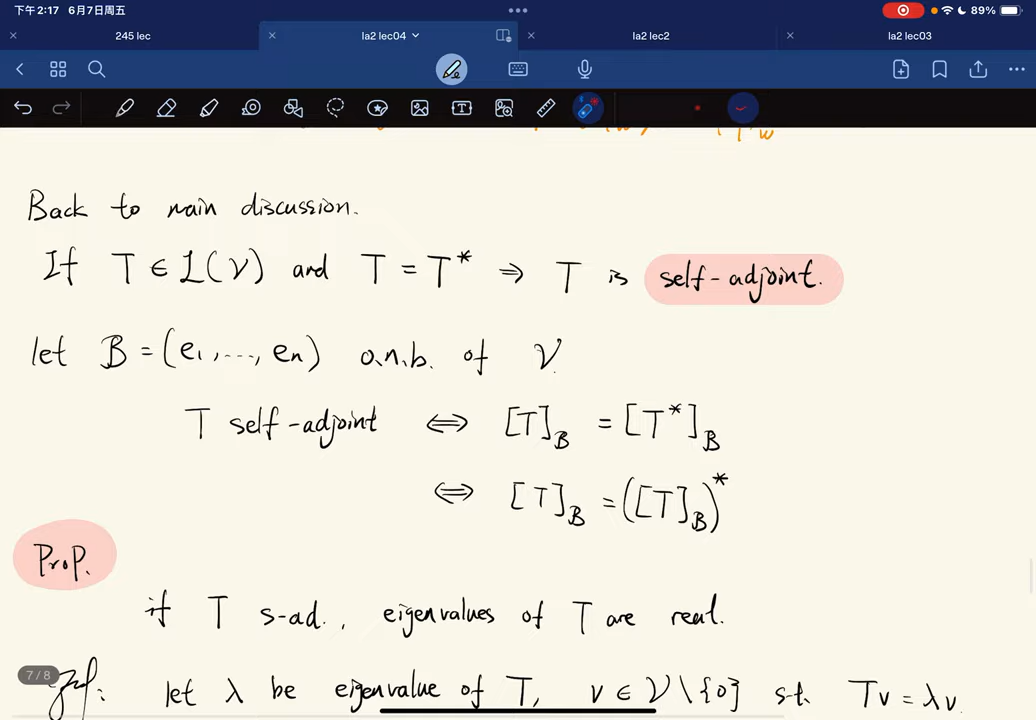 下午2:17 6月7日周五
89%
245 lec
la2 lec04
la2 lec2
la2 lec03
Back to main discussion.
If T ∈ L(V) and T = T* ⇒ T is self-adjoint.
let B = (e1, ..., en) o.n.b. of V
T self-adjoint ⇔ [T]B = [T*]B
⇔ [T]B = ([T]B)*
Prop.
if T s-ad., eigenvalues of T are real.
7 / 8
pf: let λ be eigenvalue of T, v ∈ V\{0} s.t. Tv = λv.